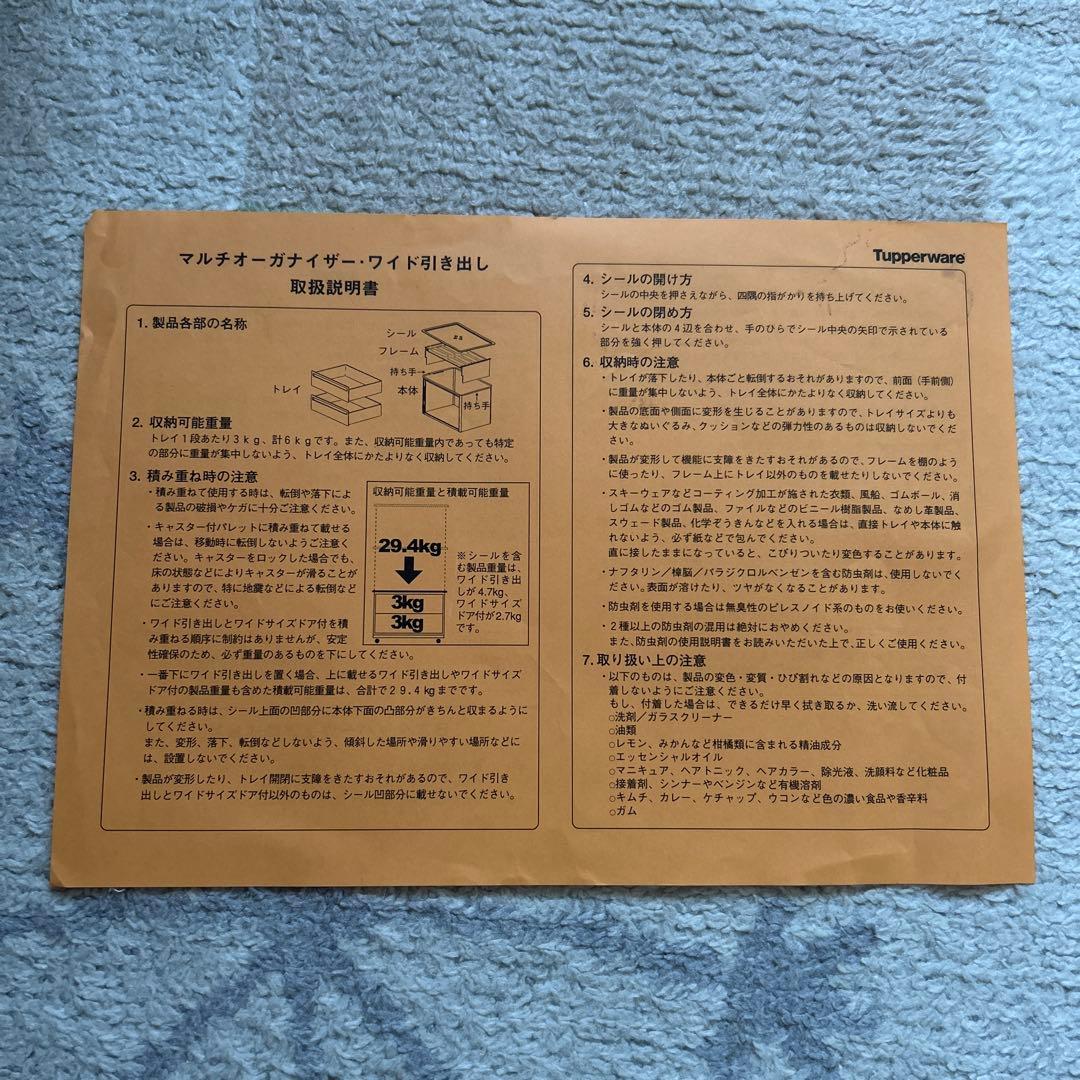 マルチオーガナイザー・ワイド引き出し
取扱説明書
1. 製品各部の名称
シール
フレーム
持ち手
トレイ
本体
持ち手
2. 収納可能重量
トレイ1段あたり3kg、計6kgです。また、収納可能重量内であっても特定
の部分に重量が集中しないよう、トレイ全体にかたよりなく収納してください。
3. 積み重ね時の注意
・積み重ねて使用する時は、転倒や落下によ
る製品の破損やケガに十分ご注意ください。
・キャスター付パレットに積み重ねて載せる
場合は、移動時に転倒しないようご注意く
ださい。キャスターをロックした場合でも、
床の状態などによりキャスターが滑ることが
ありますので、特に地震などによる転倒など
にご注意ください。
・ワイド引き出しとワイドサイズドア付を積
み重ねる順序に制約はありませんが、安定
性確保のため、必ず重量のあるものを下にしてください。
・一番下にワイド引き出しを置く場合、上に載せるワイド引き出しやワイドサイズ
ドア付の製品重量も含めた積載可能重量は、合計で29.4kgまでです。
・積み重ねる時は、シール上面の凹部分に本体下面の凸部分がきちんと収まるように
してください。
また、変形、落下、転倒などしないよう、傾斜した場所や滑りやすい場所などに
は、設置しないでください。
・製品が変形したり、トレイ開閉に支障をきたすおそれがあるので、ワイド引き
出しとワイドサイズドア付以外のものは、シール凹部分に載せないでください。
収納可能重量と積載可能重量
29.4kg
3kg
3kg
※シールを含
む製品重量は、
ワイド引き出
しが4.7kg、
ワイドサイズ
ドア付が2.7kg
です。
Tupperware
4. シールの開け方
シールの中央を押さえながら、四隅の指がかりを持ち上げてください。
5. シールの閉め方
シールと本体の4辺を合わせ、手のひらでシール中央の矢印で示されている
部分を強く押してください。
6. 収納時の注意
・トレイが落下したり、本体ごと転倒するおそれがありますので、前面（手前側）
に重量が集中しないよう、トレイ全体にかたよりなく収納してください。
・製品の底面や側面に変形を生じることがありますので、トレイサイズよりも
大きなぬいぐるみ、クッションなどの弾力性のあるものは収納しないでくだ
さい。
・製品が変形して機能に支障をきたすおそれがあるので、フレームを棚のよう
に使ったり、フレーム上にトレイ以外のものを載せたりしないでください。
・スキーウェアなどコーティング加工が施された衣類、風船、ゴムボール、消
しゴムなどのゴム製品、ファイルなどのビニール樹脂製品、なめし革製品、
スウェード製品、化学ぞうきんなどを入れる場合は、直接トレイや本体に触
れないよう、必ず紙などで包んでください。
直に接したままになっていると、こびりついたり変色することがあります。
・ナフタリン／樟脳／パラジクロルベンゼンを含む防虫剤は、使用しないでく
ださい。表面が溶けたり、ツヤがなくなることがあります。
・防虫剤を使用する場合は無臭性のピレスノイド系のものをお使いください。
・2種以上の防虫剤の混用は絶対におやめください。
また、防虫剤の使用説明書をお読みいただいた上で、正しくご使用ください。
7. 取り扱い上の注意
・以下のものは、製品の変色・変質・ひび割れなどの原因となりますので、付
着しないようにご注意ください。
もし、付着した場合は、できるだけ早く拭き取るか、洗い流してください。
○洗剤／ガラスクリーナー
○油類
○レモン、みかんなど柑橘類に含まれる精油成分
○エッセンシャルオイル
○マニキュア、ヘアトニック、ヘアカラー、除光液、洗顔料など化粧品
○接着剤、シンナーやベンジンなど有機溶剤
○キムチ、カレー、ケチャップ、ウコンなど色の濃い食品や香辛料
○ガム